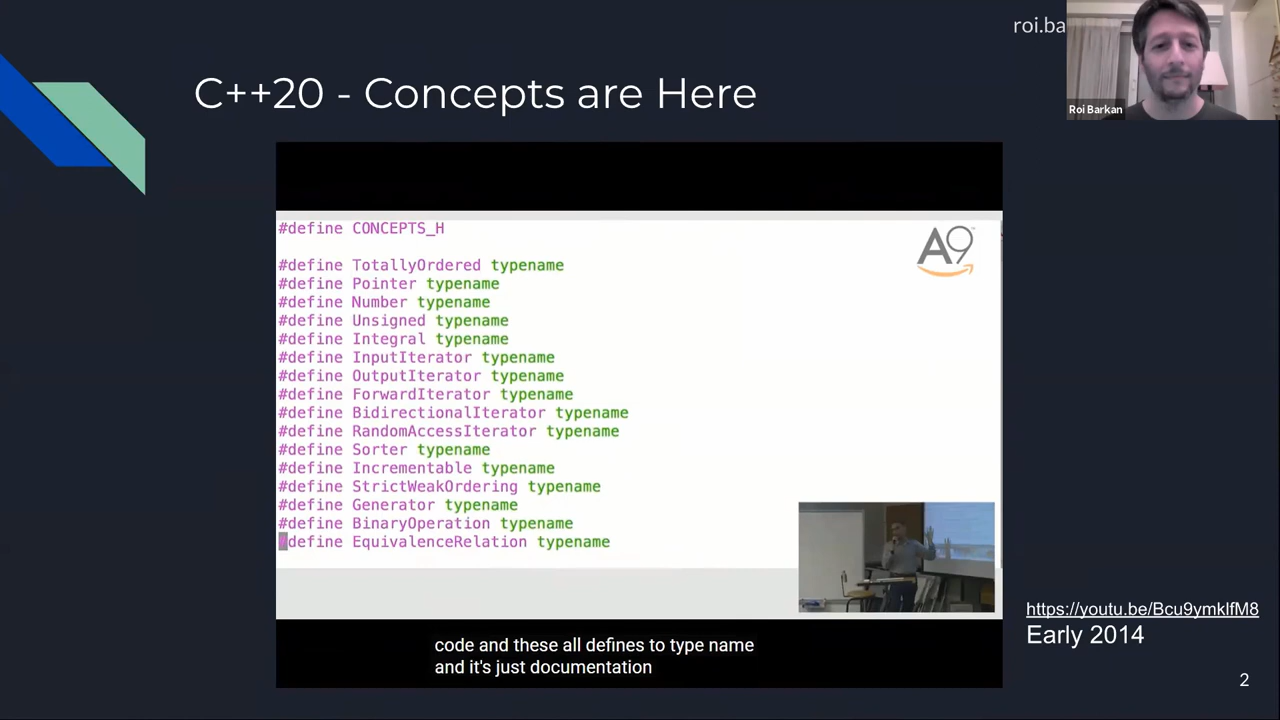 roi.ba
Roi Barkan
C++20 - Concepts are Here
#define CONCEPTS_H
A9
#define TotallyOrdered typename
#define Pointer typename
#define Number typename
#define Unsigned typename
#define Integral typename
#define InputIterator typename
#define OutputIterator typename
#define ForwardIterator typename
#define BidirectionalIterator typename
#define RandomAccessIterator typename
#define Sorter typename
#define Incrementable typename
#define StrictWeakOrdering typename
#define Generator typename
#define BinaryOperation typename
#define EquivalenceRelation typename
https://youtu.be/Bcu9ymklfM8
Early 2014
code and these all defines to type name
and it's just documentation
2